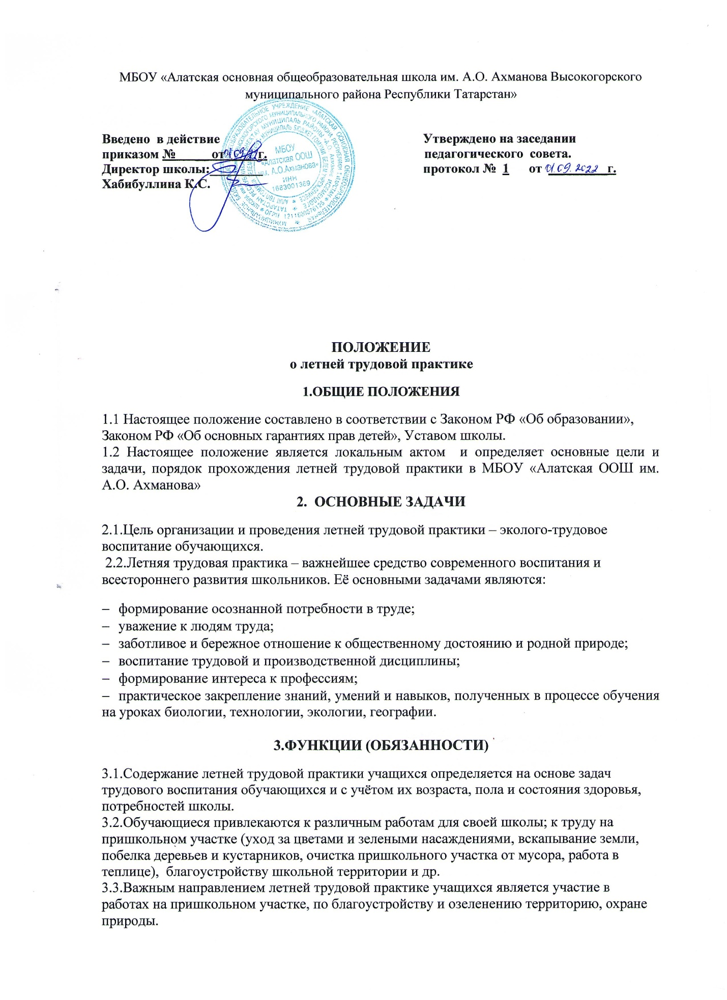 МБОУ «Алатская основная общеобразовательная школа им. А.О. Ахманова Высокогорского
муниципального района Республики Татарстан»
Введено в действие
приказом № от 01.09.22 г.
Директор школы:
Хабибуллина К.С.
МБОУ
«Алатская ООШ
им. А.О.Ахманова»
ИНН
1683001369
Утверждено на заседании
педагогического совета.
протокол № 1 от 01.09.2022 г.
ПОЛОЖЕНИЕ
о летней трудовой практике
1.ОБЩИЕ ПОЛОЖЕНИЯ
1.1 Настоящее положение составлено в соответствии с Законом РФ «Об образовании»,
Законом РФ «Об основных гарантиях прав детей», Уставом школы.
1.2 Настоящее положение является локальным актом и определяет основные цели и
задачи, порядок прохождения летней трудовой практики в МБОУ «Алатская ООШ им.
А.О. Ахманова»
2. ОСНОВНЫЕ ЗАДАЧИ
2.1.Цель организации и проведения летней трудовой практики – эколого-трудовое
воспитание обучающихся.
2.2.Летняя трудовая практика – важнейшее средство современного воспитания и
всестороннего развития школьников. Её основными задачами являются:
– формирование осознанной потребности в труде;
– уважение к людям труда;
– заботливое и бережное отношение к общественному достоянию и родной природе;
– воспитание трудовой и производственной дисциплины;
– формирование интереса к профессиям;
– практическое закрепление знаний, умений и навыков, полученных в процессе обучения
на уроках биологии, технологии, экологии, географии.
3.ФУНКЦИИ (ОБЯЗАННОСТИ)
3.1.Содержание летней трудовой практики учащихся определяется на основе задач
трудового воспитания обучающихся и с учётом их возраста, пола и состояния здоровья,
потребностей школы.
3.2.Обучающиеся привлекаются к различным работам для своей школы; к труду на
пришкольном участке (уход за цветами и зелеными насаждениями, вскапывание земли,
побелка деревьев и кустарников, очистка пришкольного участка от мусора, работа в
теплице), благоустройству школьной территории и др.
3.3.Важным направлением летней трудовой практике учащихся является участие в
работах на пришкольном участке, по благоустройству и озеленению территорию, охране
природы.